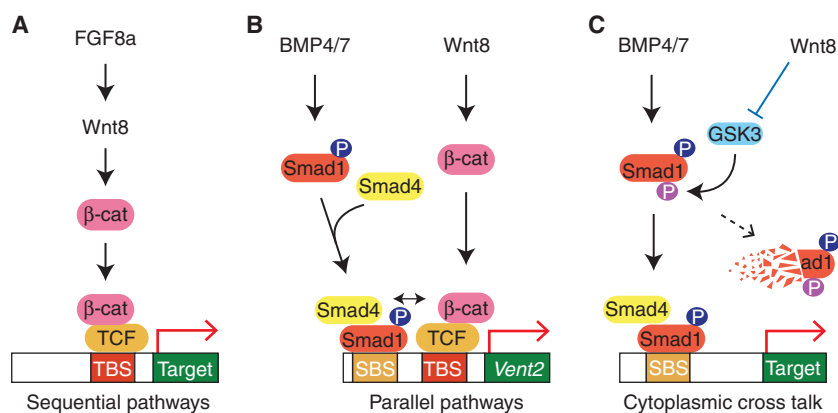 A
FGF8a
Wnt8
β-cat
β-cat
TCF
TBS
Target
Sequential pathways
B
BMP4/7
Wnt8
P
Smad1
β-cat
Smad4
Smad4
P
β-cat
Smad1
TCF
SBS
TBS
Vent2
Parallel pathways
C
BMP4/7
Wnt8
GSK3
P
Smad1
P
ad1
P
P
Smad4
P
Smad1
SBS
Target
Cytoplasmic cross talk